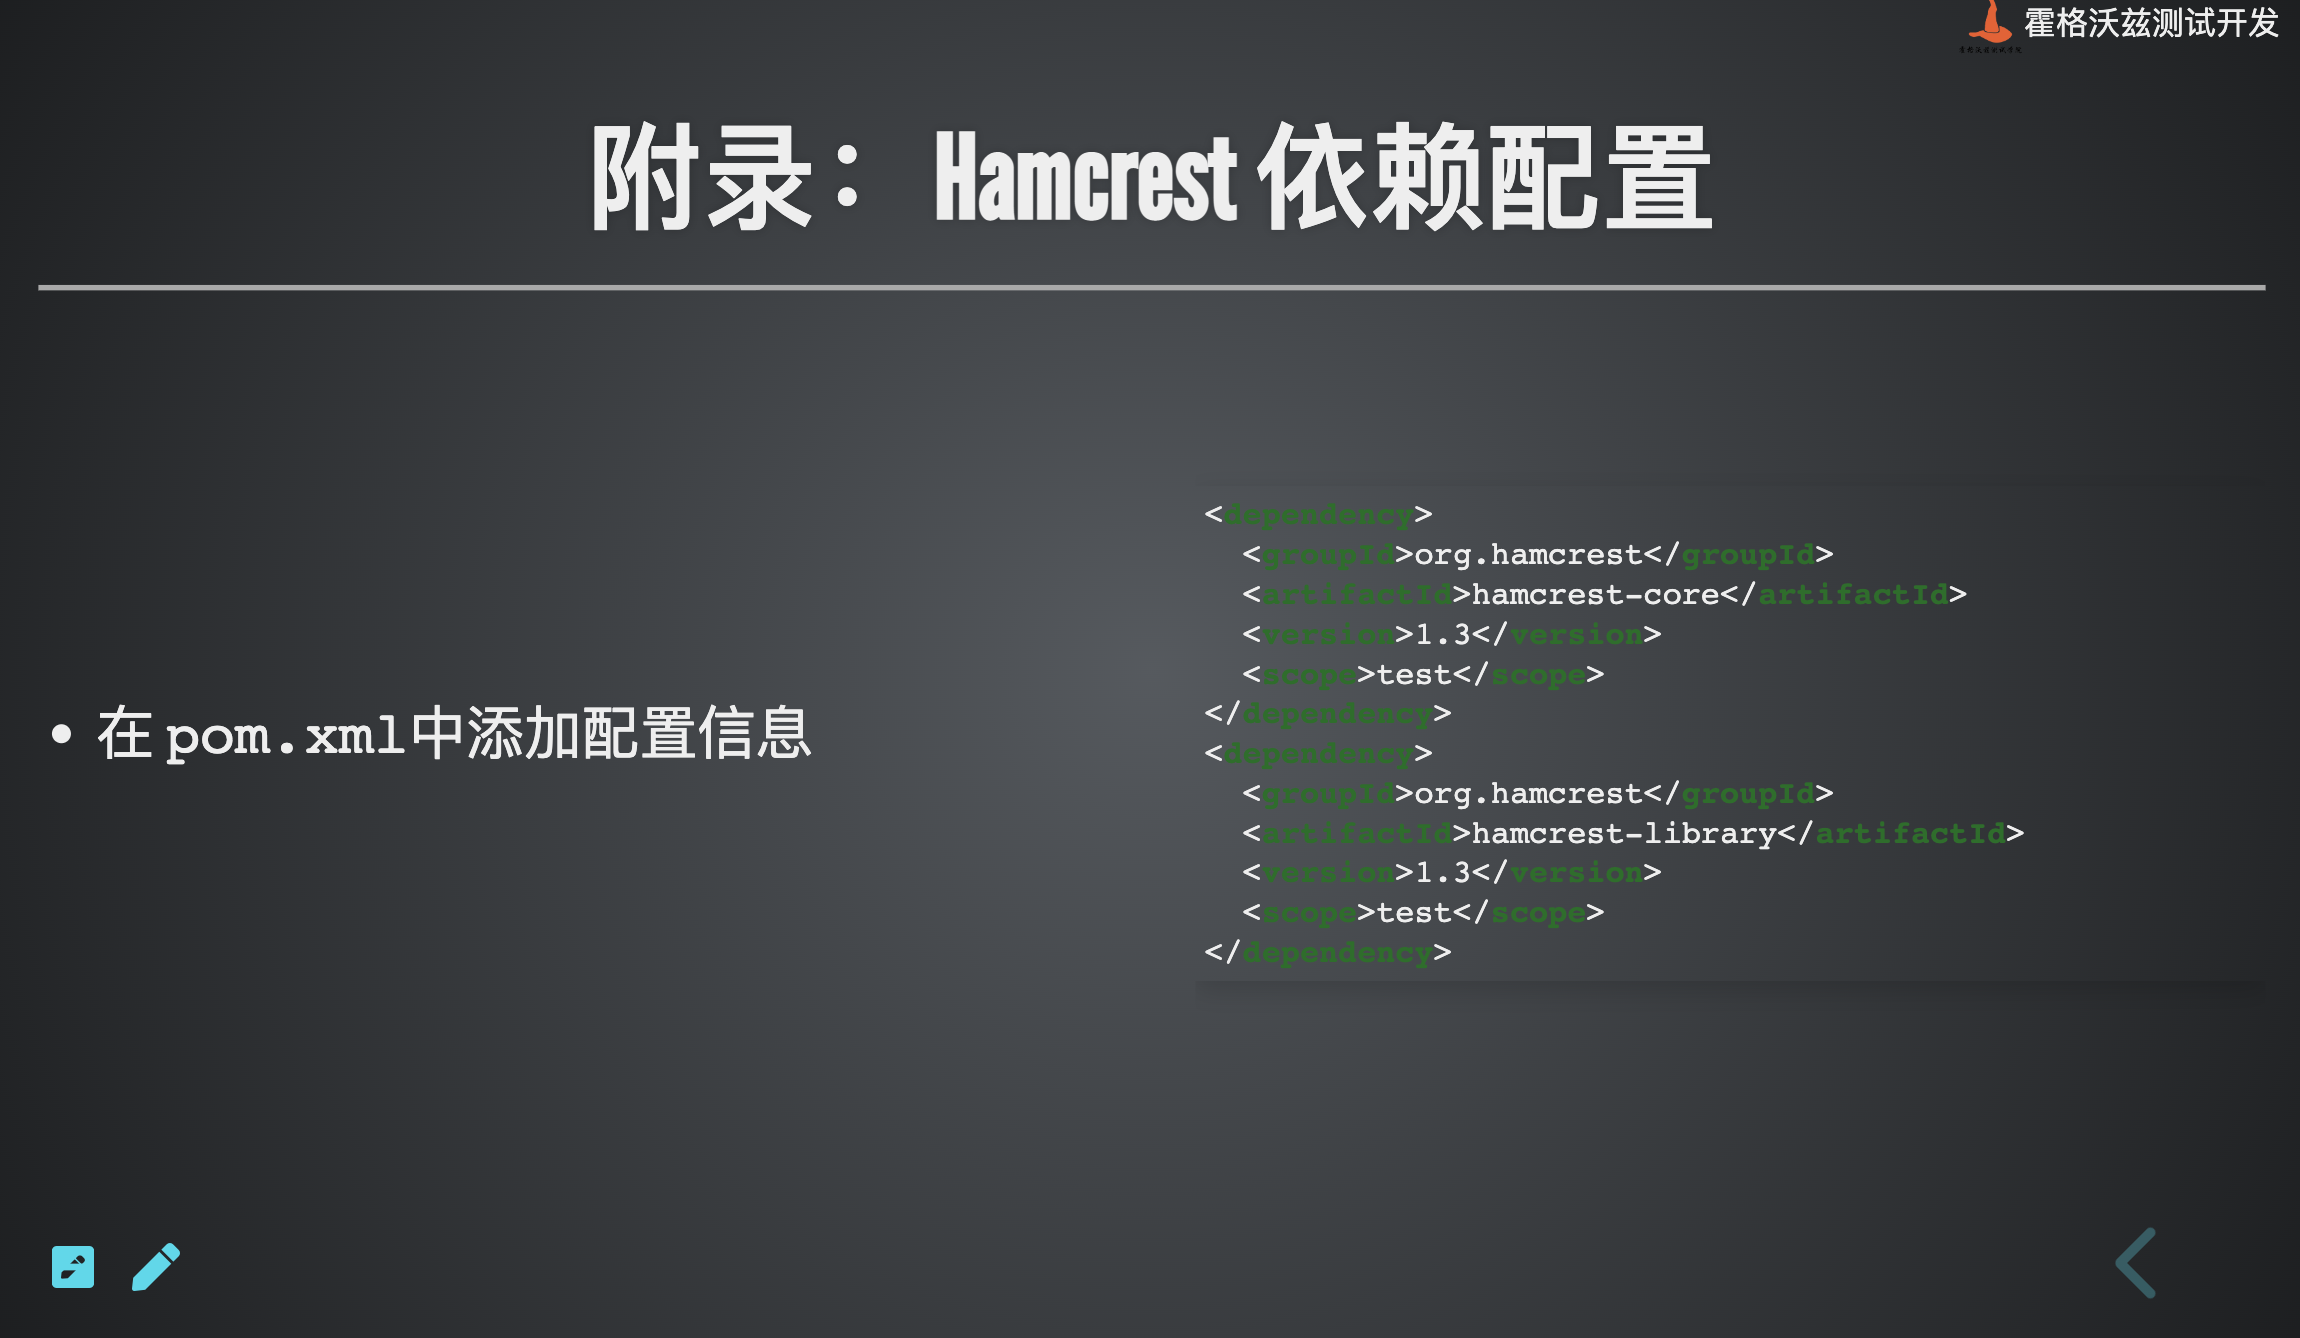 霍格沃兹测试开发
附录：Hamcrest 依赖配置
• 在 pom.xml中添加配置信息
<dependency>
  <groupId>org.hamcrest</groupId>
  <artifactId>hamcrest-core</artifactId>
  <version>1.3</version>
  <scope>test</scope>
</dependency>
<dependency>
  <groupId>org.hamcrest</groupId>
  <artifactId>hamcrest-library</artifactId>
  <version>1.3</version>
  <scope>test</scope>
</dependency>